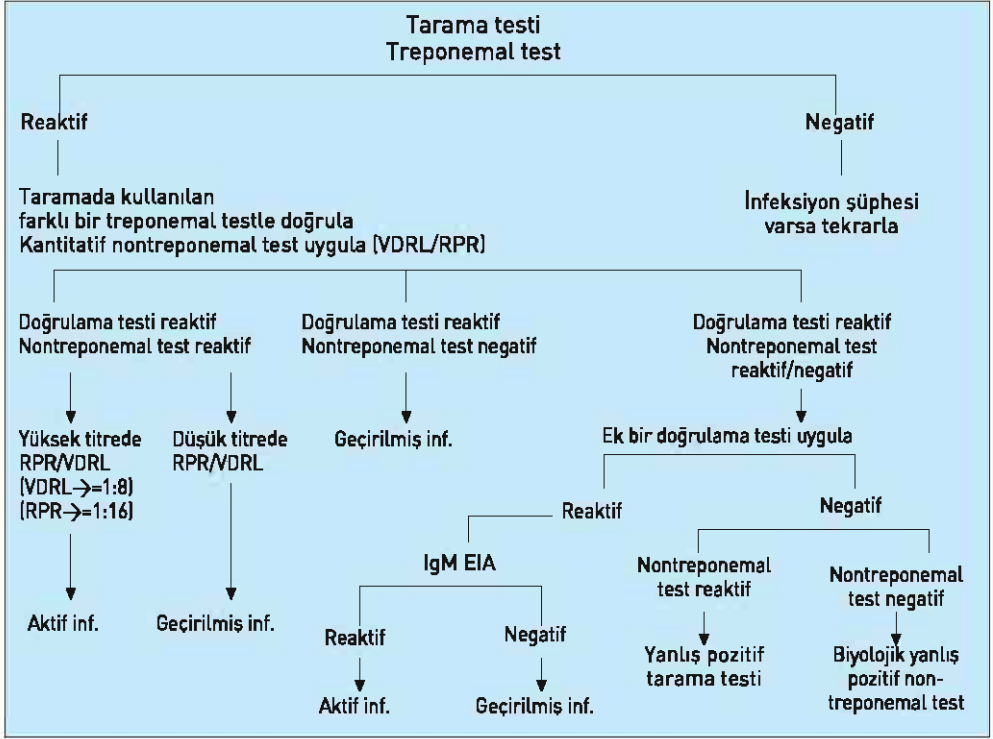 Tarama testi
Treponemal test
Reaktif
Negatif
Taramada kullanılan
farklı bir treponemal testle doğrula
Kantitatif nontreponemal test uygula (VDRL/RPR)
İnfeksiyon şüphesi
varsa tekrarla
Doğrulama testi reaktif
Nontreponemal test reaktif
Doğrulama testi reaktif
Nontreponemal test negatif
Doğrulama testi reaktif
Nontreponemal test
reaktif/negatif
Yüksek titrede
RPR/VDRL
(VDRL→=1:8)
(RPR→=1:16)
Düşük titrede
RPR/VDRL
Geçirilmiş inf.
Ek bir doğrulama testi uygula
Reaktif
Negatif
IgM EIA
Nontreponemal
test reaktif
Nontreponemal
test negatif
Aktif inf.
Geçirilmiş inf.
Reaktif
Negatif
Yanlış pozitif
tarama testi
Biyolojik yanlış
pozitif non-
treponemal test
Aktif inf.
Geçirilmiş inf.